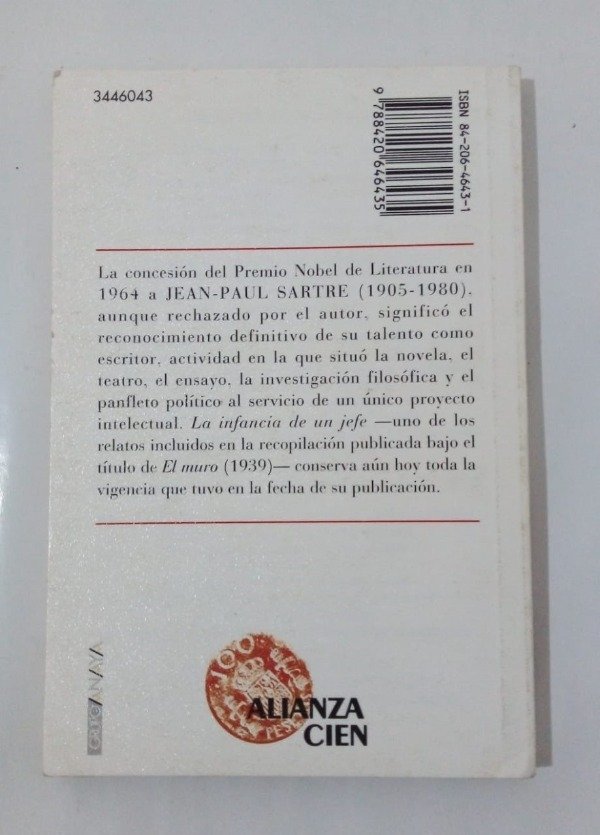 3446043
ISBN 84-206-4643-1
9 788420 646435
La concesión del Premio Nobel de Literatura en
1964 a JEAN-PAUL SARTRE (1905-1980),
aunque rechazado por el autor, significó el
reconocimiento definitivo de su talento como
escritor, actividad en la que situó la novela, el
teatro, el ensayo, la investigación filosófica y el
panfleto político al servicio de un único proyecto
intelectual. La infancia de un jefe —uno de los
relatos incluidos en la recopilación publicada bajo el
título de El muro (1939)— conserva aún hoy toda la
vigencia que tuvo en la fecha de su publicación.
100
ALIANZA
CIEN